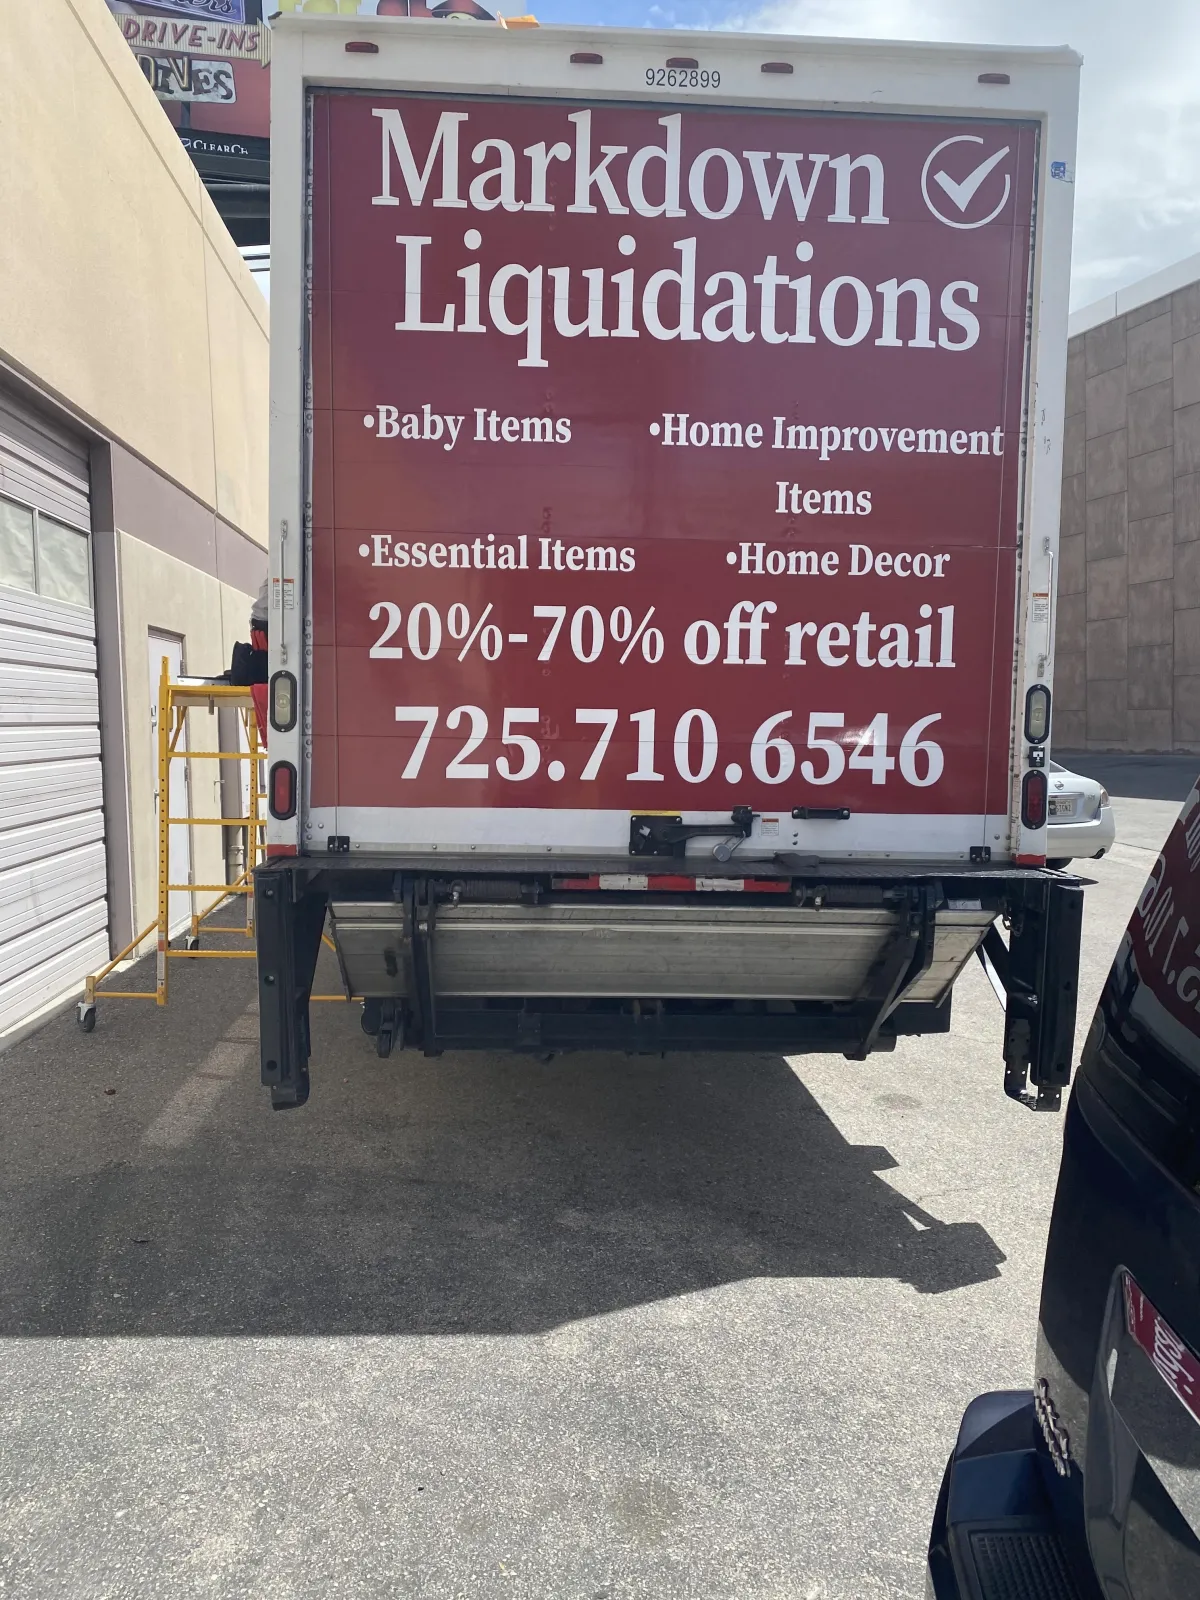 DRIVE-INS
9262899
Markdown
Liquidations
•Baby Items
•Home Improvement
Items
•Essential Items
•Home Decor
20%-70% off retail
725.710.6546